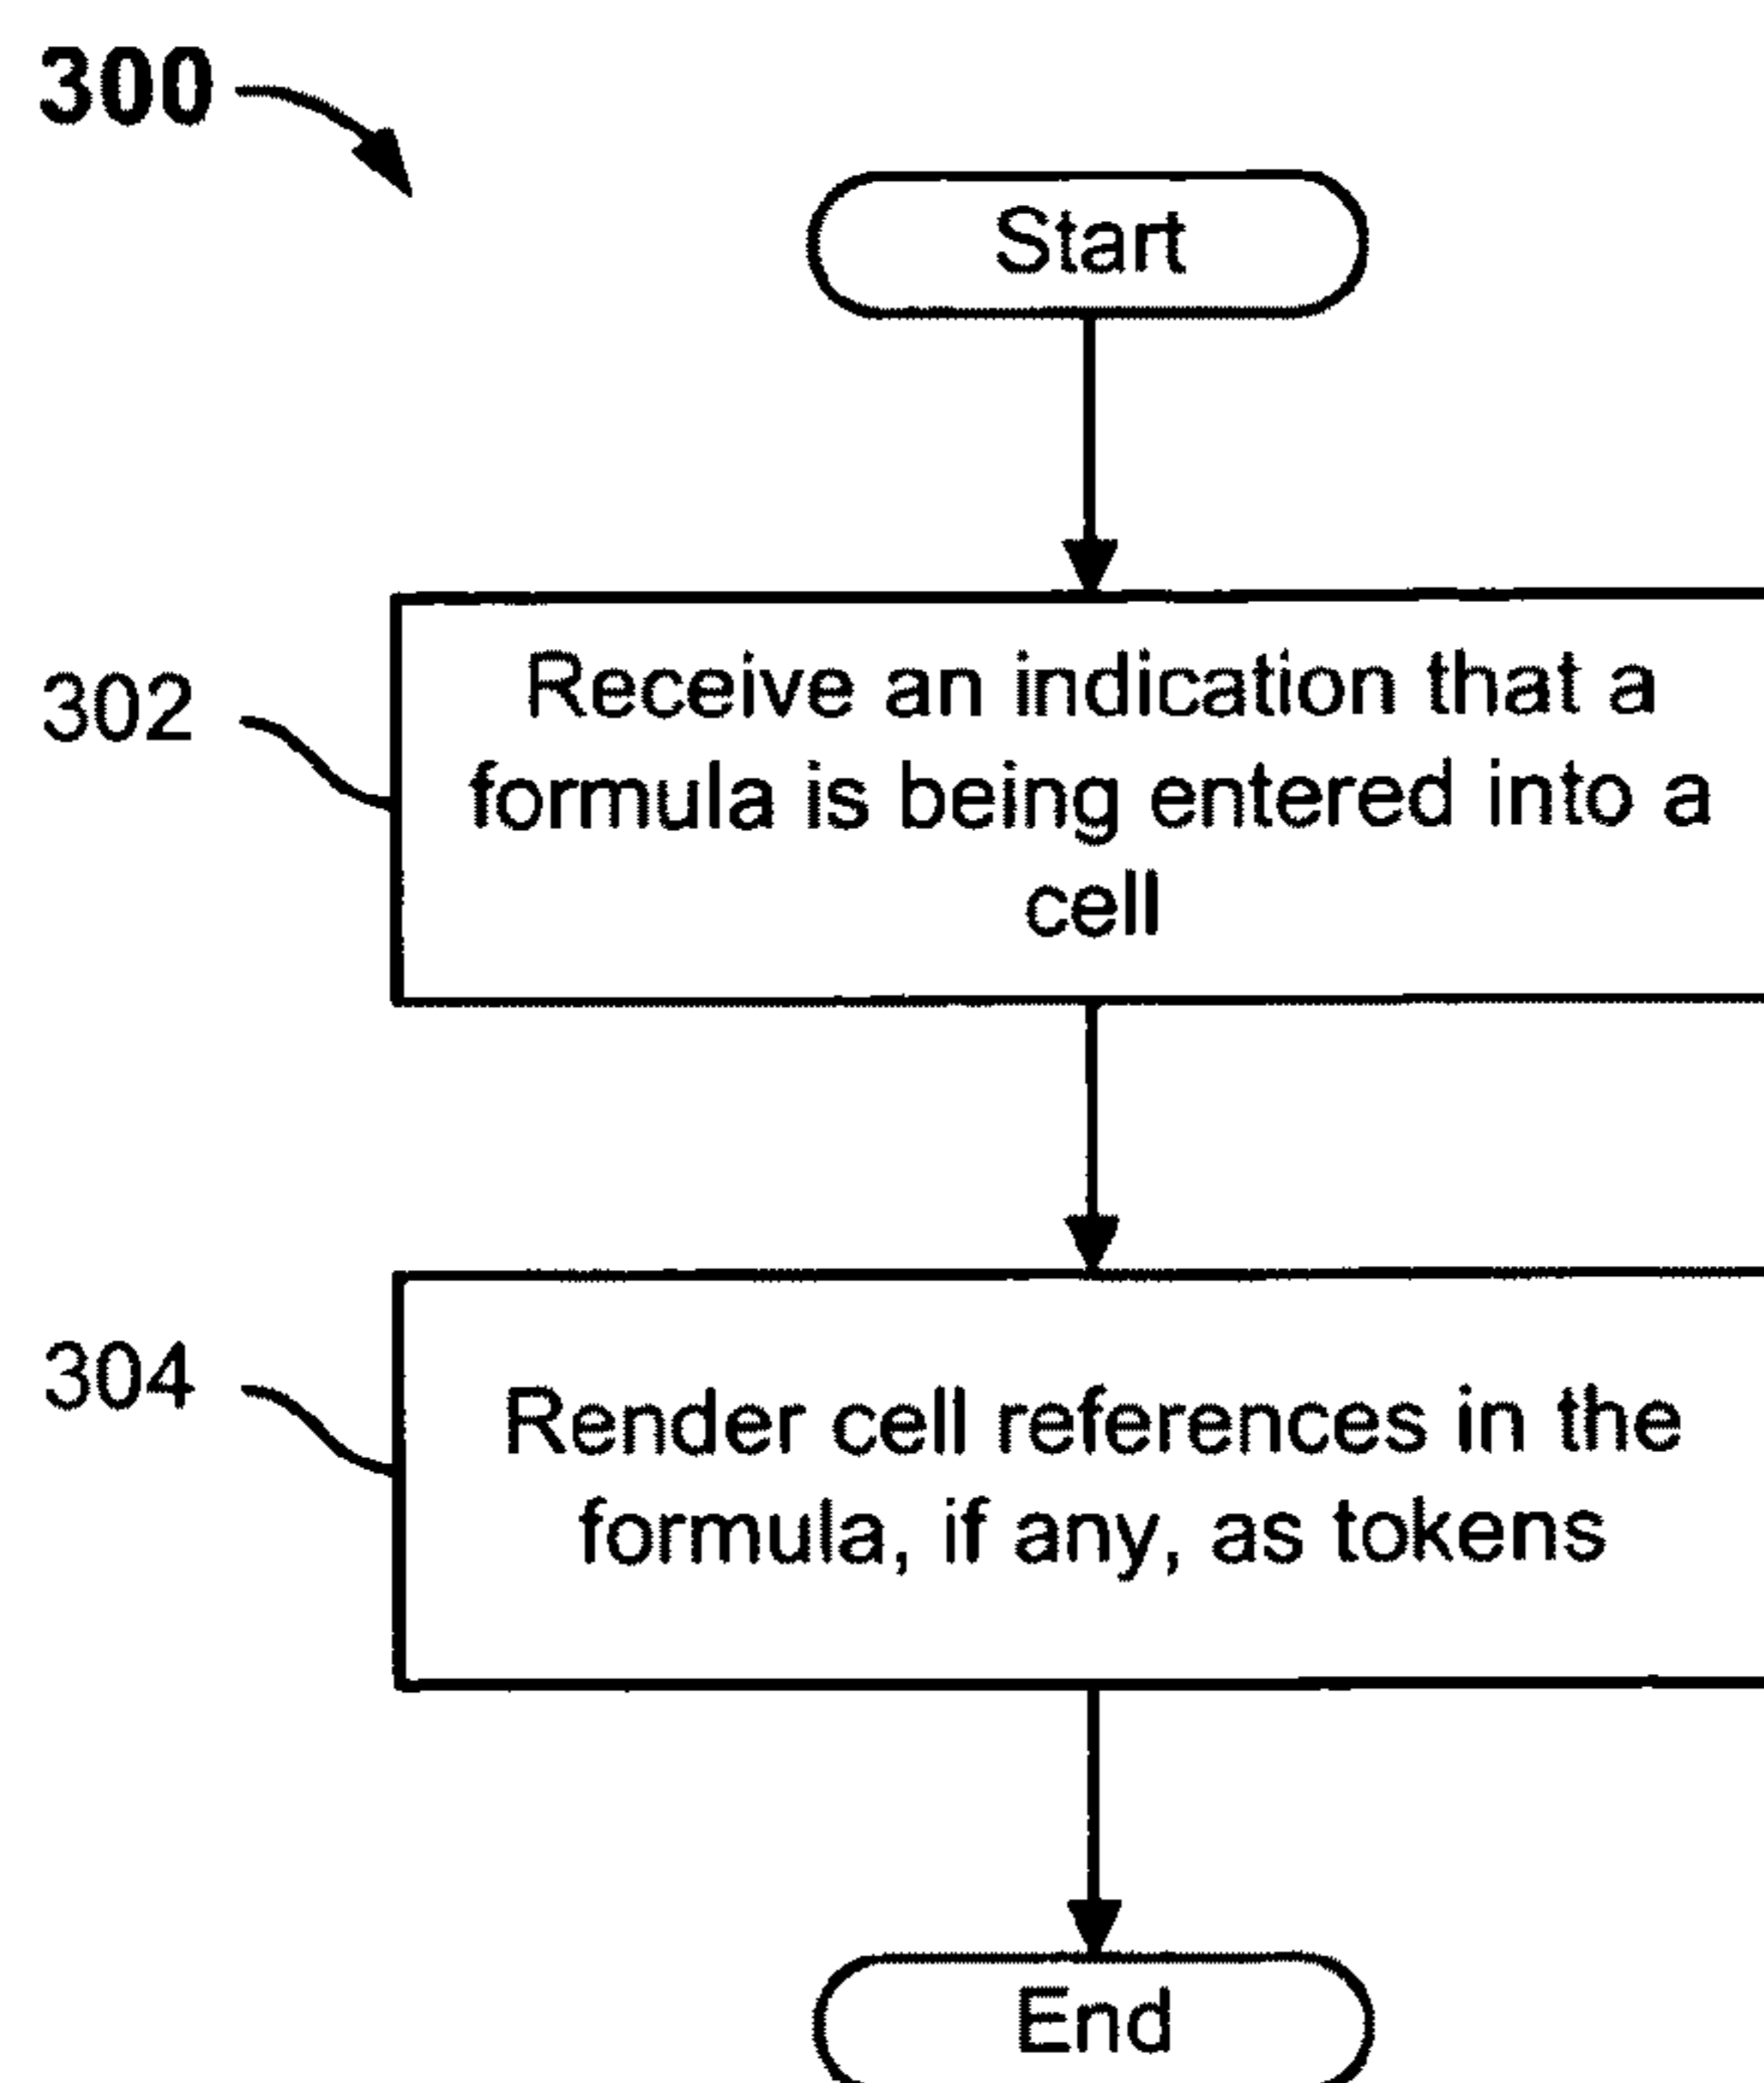 300
Start
302
Receive an indication that a
formula is being entered into a
cell
304
Render cell references in the
formula, if any, as tokens
End